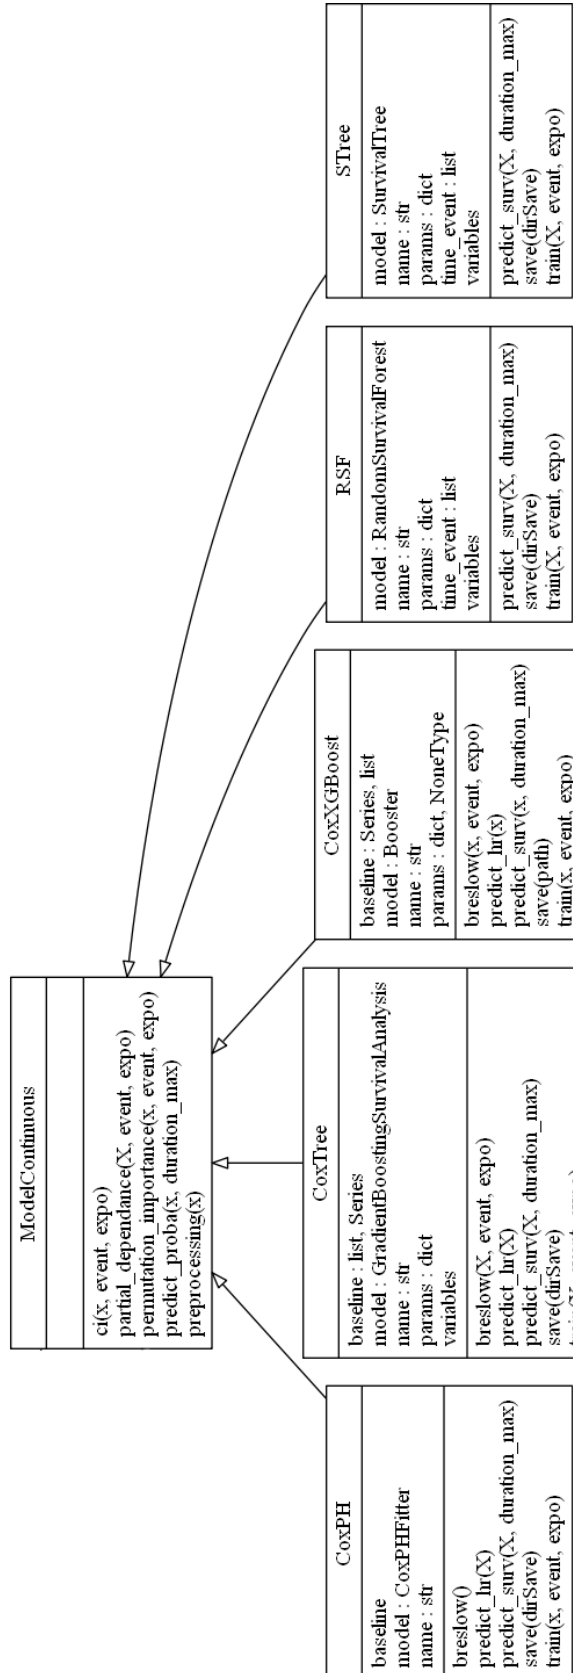 ModelContinuous
ci(x, event, expo)
partial_dependance(X, event, expo)
permutation_importance(x, event, expo)
predict_proba(x, duration_max)
preprocessing(x)
CoxPH
baseline
model : CoxPHFitter
name : str
breslow()
predict_hr(X)
predict_surv(X, duration_max)
save(dirSave)
train(x, event, expo)
CoxTree
baseline : list, Series
model : GradientBoostingSurvivalAnalysis
name : str
params : dict
variables
breslow(X, event, expo)
predict_hr(X)
predict_surv(X, duration_max)
save(dirSave)
CoxXGBoost
baseline : Series, list
model : Booster
name : str
params : dict, NoneType
breslow(x, event, expo)
predict_hr(x)
predict_surv(x, duration_max)
save(path)
train(x, event, expo)
RSF
model : RandomSurvivalForest
name : str
params : dict
time_event : list
variables
predict_surv(X, duration_max)
save(dirSave)
train(X, event, expo)
STree
model : SurvivalTree
name : str
params : dict
time_event : list
variables
predict_surv(X, duration_max)
save(dirSave)
train(X, event, expo)